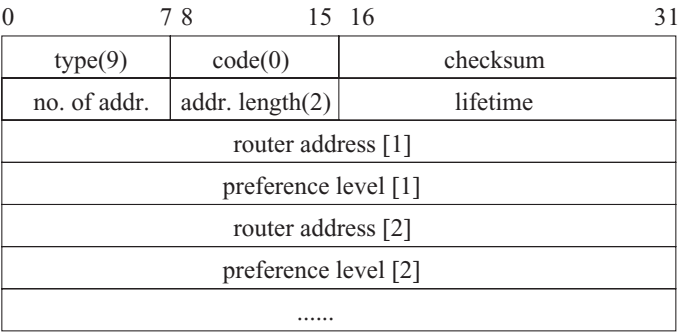 0 7 8 15 16 31
type(9) code(0) checksum
no. of addr. addr. length(2) lifetime
router address [1]
preference level [1]
router address [2]
preference level [2]
......